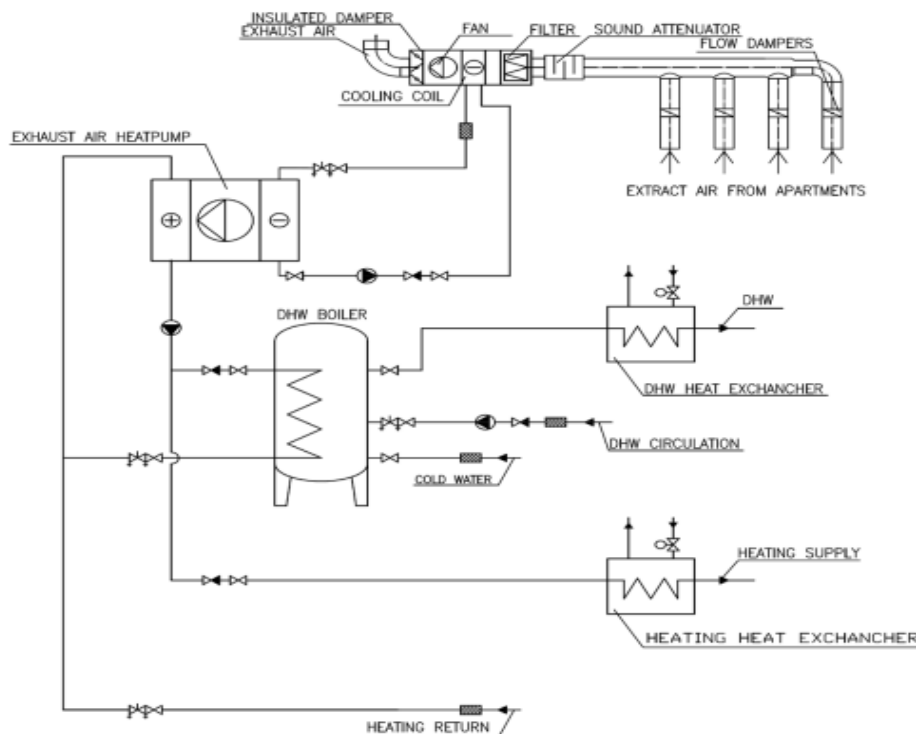 INSULATED DAMPER
EXHAUST AIR
FAN
FILTER
SOUND ATTENUATOR
FLOW DAMPERS
COOLING COIL
EXHAUST AIR HEATPUMP
EXTRACT AIR FROM APARTMENTS
DHW BOILER
DHW
DHW HEAT EXCHANCHER
DHW CIRCULATION
COLD WATER
HEATING SUPPLY
HEATING HEAT EXCHANCHER
HEATING RETURN